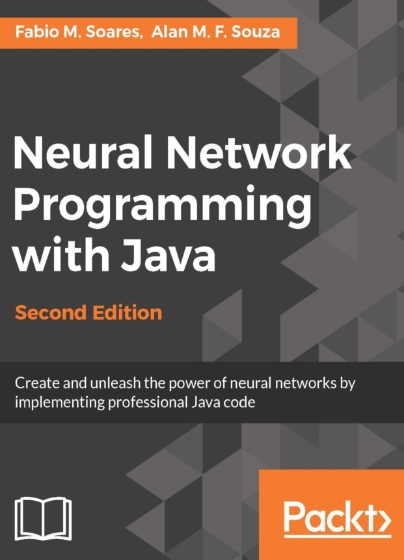 Fabio M. Soares, Alan M. F. Souza
Neural Network
Programming
with Java
Second Edition
Create and unleash the power of neural networks by
implementing professional Java code
Packt>